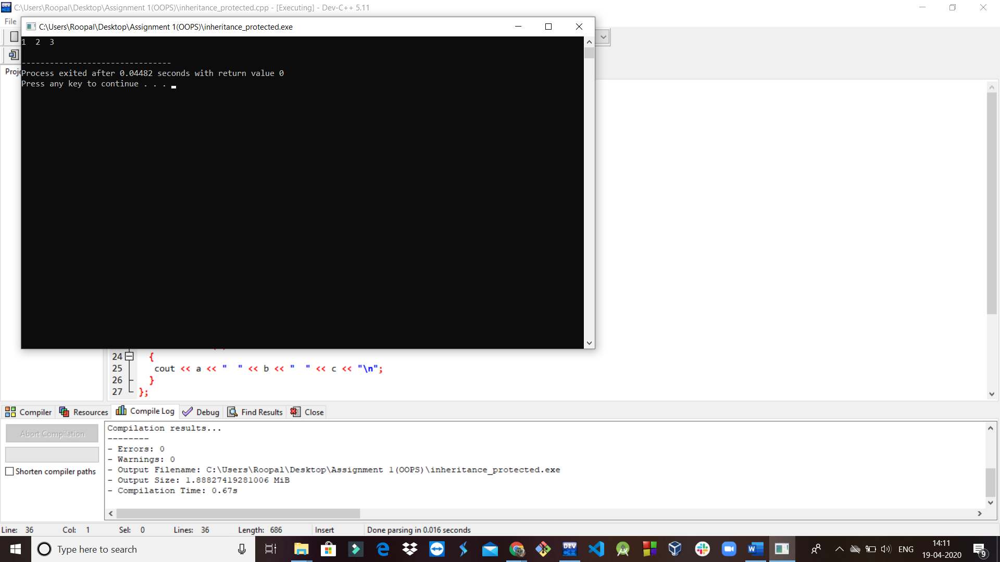 C:\Users\Roopal\Desktop\Assignment 1(OOPS)\inheritance_protected.cpp - [Executing] - Dev-C++ 5.11
File
C:\Users\Roopal\Desktop\Assignment 1(OOPS)\inheritance_protected.exe
1  2  3
--------------------------------
Process exited after 0.04482 seconds with return value 0
Press any key to continue . . .
24 {
25 cout << a << "  " << b << "  " << c << "\n";
26 }
27 };
Compiler Resources Compile Log Debug Find Results Close
Abort Compilation
Shorten compiler paths
Compilation results...
--------
- Errors: 0
- Warnings: 0
- Output Filename: C:\Users\Roopal\Desktop\Assignment 1(OOPS)\inheritance_protected.exe
- Output Size: 1.88827419281006 MiB
- Compilation Time: 0.67s
Line: 36 Col: 1 Sel: 0 Lines: 36 Length: 686 Insert Done parsing in 0.016 seconds
Type here to search
DEV C++
ENG
14:11
19-04-2020
9